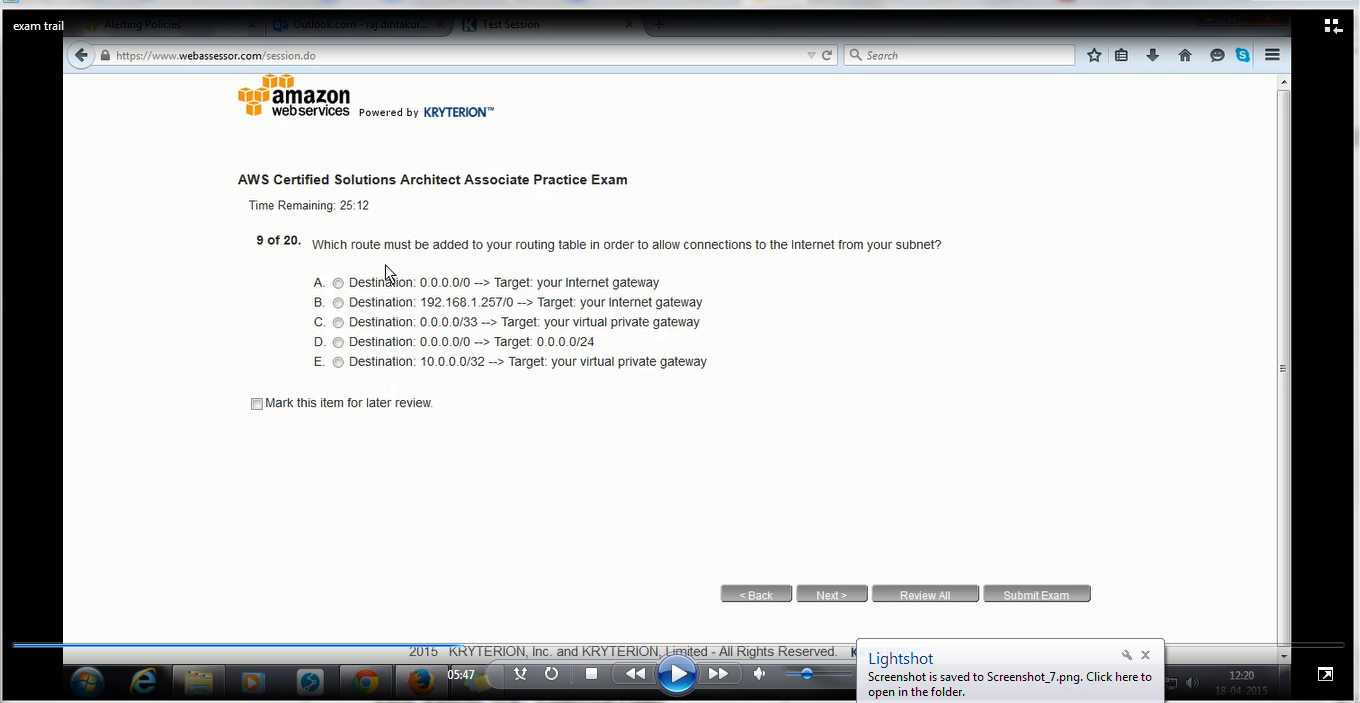 exam trail
Alerting Policies
Outlook.com - raj.dintakur...
Test Session
https://www.webassessor.com/session.do
Search
amazon
web services
Powered by KRYTERION™
AWS Certified Solutions Architect Associate Practice Exam
Time Remaining: 25:12
9 of 20. Which route must be added to your routing table in order to allow connections to the Internet from your subnet?
A. Destination: 0.0.0.0/0 --> Target: your Internet gateway
B. Destination: 192.168.1.257/0 --> Target: your Internet gateway
C. Destination: 0.0.0.0/33 --> Target: your virtual private gateway
D. Destination: 0.0.0.0/0 --> Target: 0.0.0.0/24
E. Destination: 10.0.0.0/32 --> Target: your virtual private gateway
Mark this item for later review.
< Back
Next >
Review All
Submit Exam
2015 KRYTERION, Inc. and KRYTERION, Limited - All Rights Reserved.
05:47
Lightshot
Screenshot is saved to Screenshot_7.png. Click here to
open in the folder.
12:20
18-04-2015